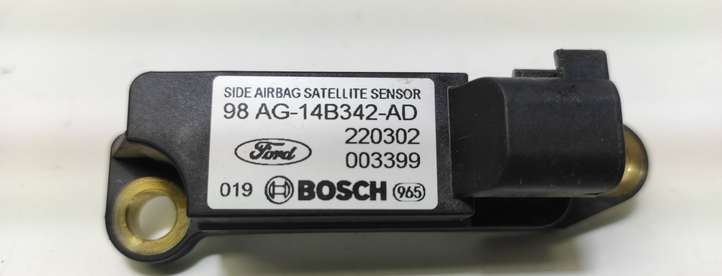 SIDE AIRBAG SATELLITE SENSOR
98 AG-14B342-AD
220302
Ford 003399
019 BOSCH 965